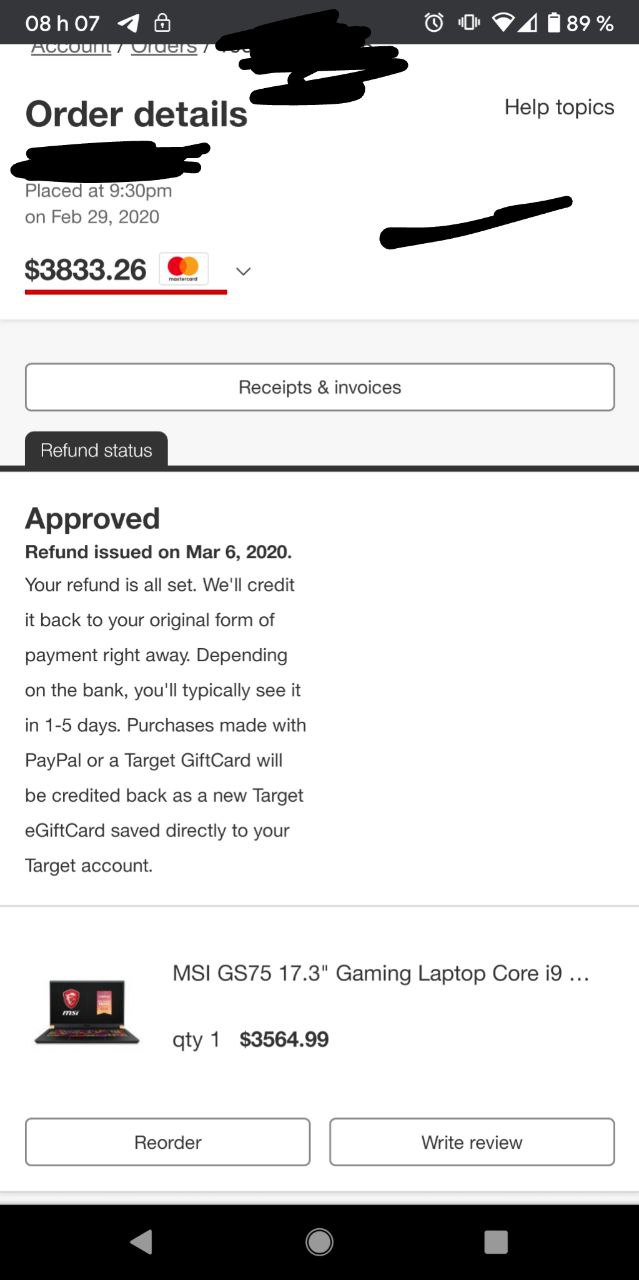 08 h 07 89 %
Account / Orders /
Order details
Help topics
Placed at 9:30pm
on Feb 29, 2020
$3833.26 mastercard
Receipts & invoices
Refund status
Approved
Refund issued on Mar 6, 2020.
Your refund is all set. We'll credit
it back to your original form of
payment right away. Depending
on the bank, you'll typically see it
in 1-5 days. Purchases made with
PayPal or a Target GiftCard will
be credited back as a new Target
eGiftCard saved directly to your
Target account.
MSI GS75 17.3" Gaming Laptop Core i9 ...
msi
qty 1 $3564.99
Reorder
Write review